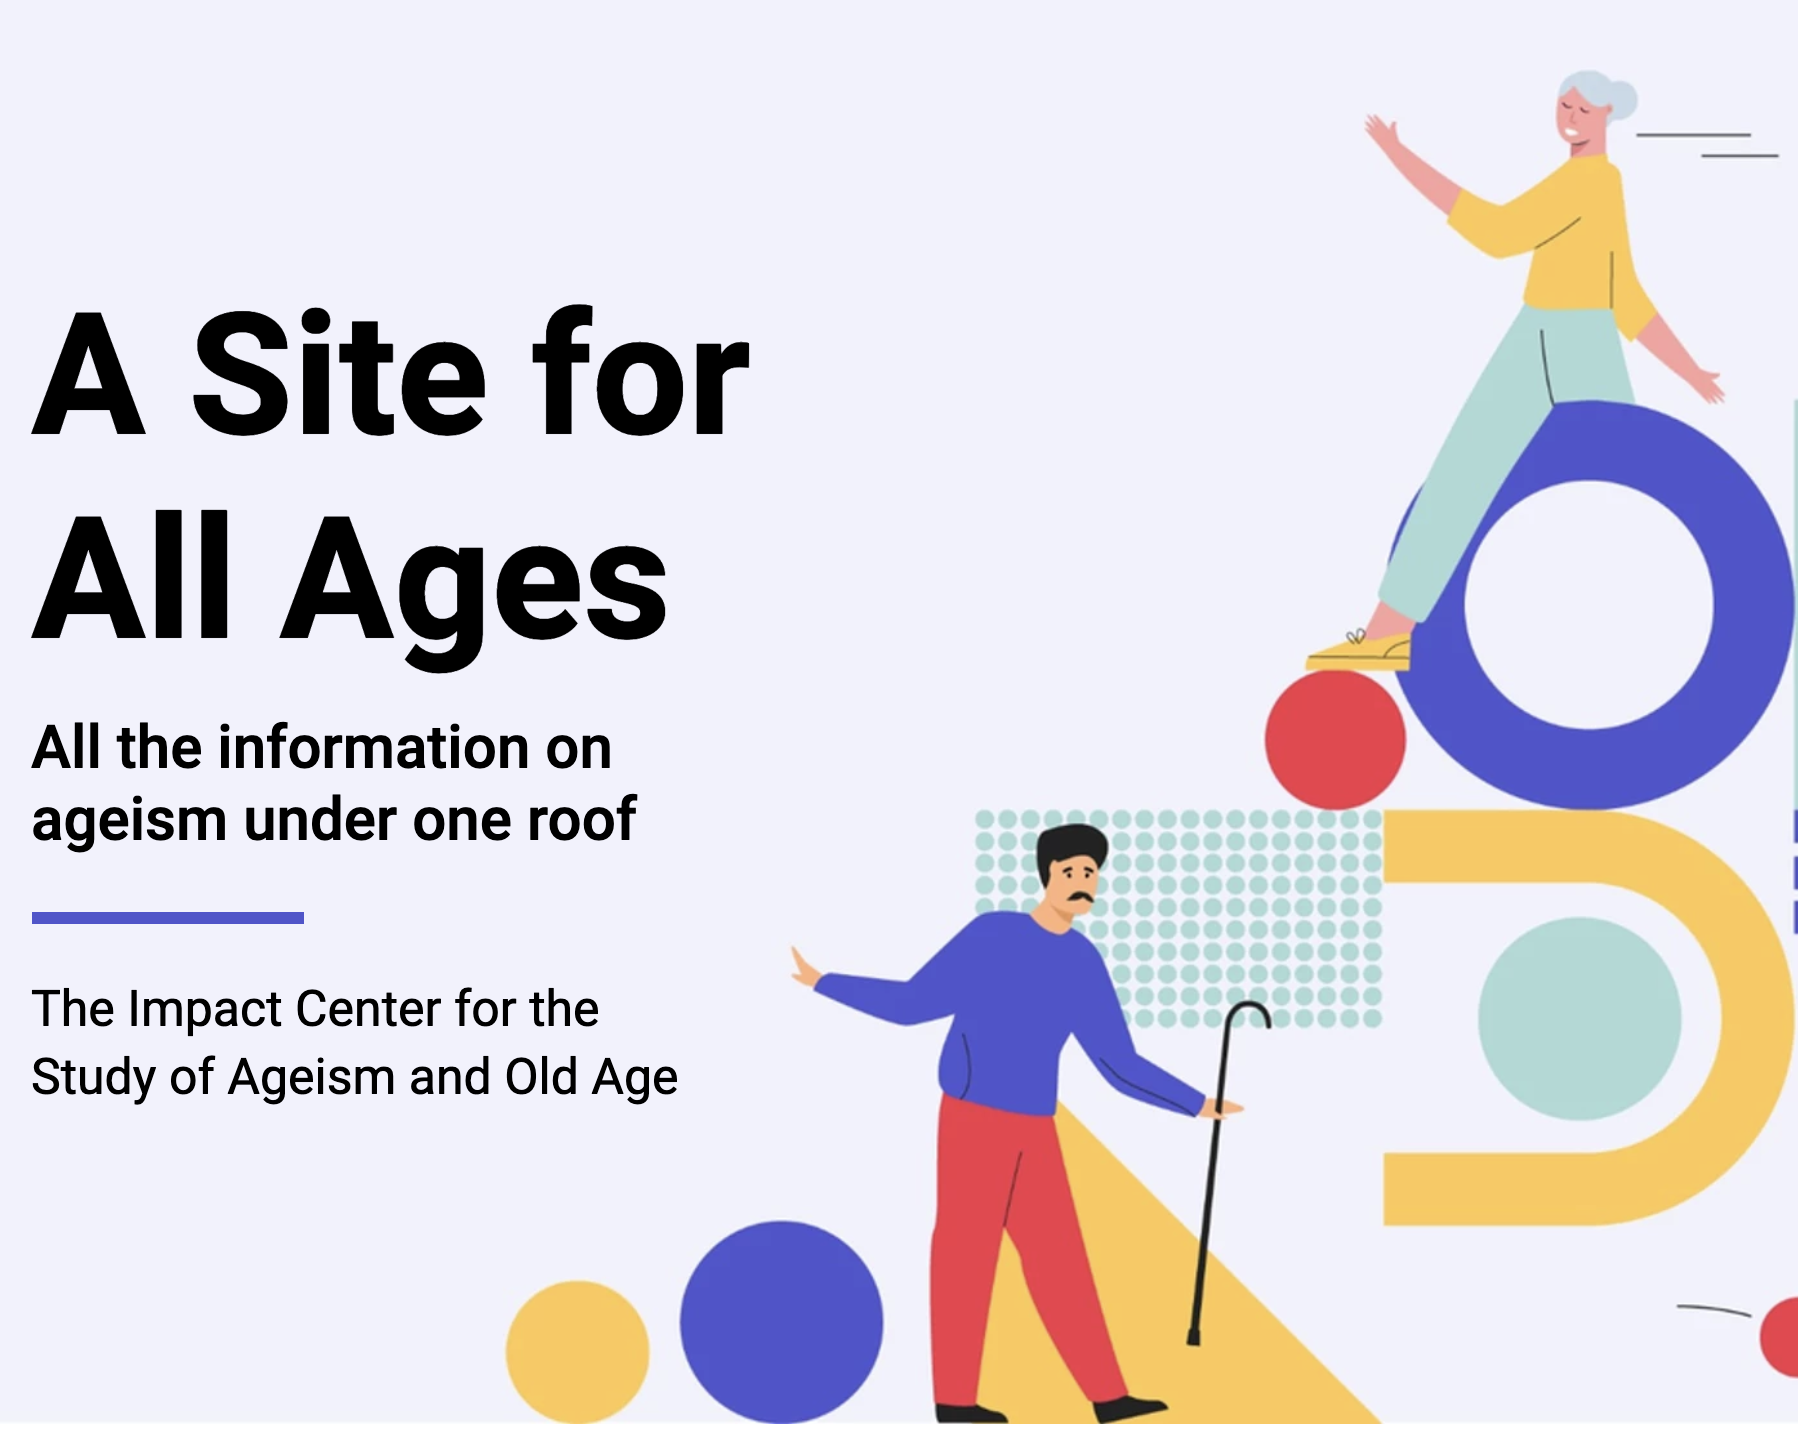 A Site for
All Ages
All the information on
ageism under one roof
The Impact Center for the
Study of Ageism and Old Age